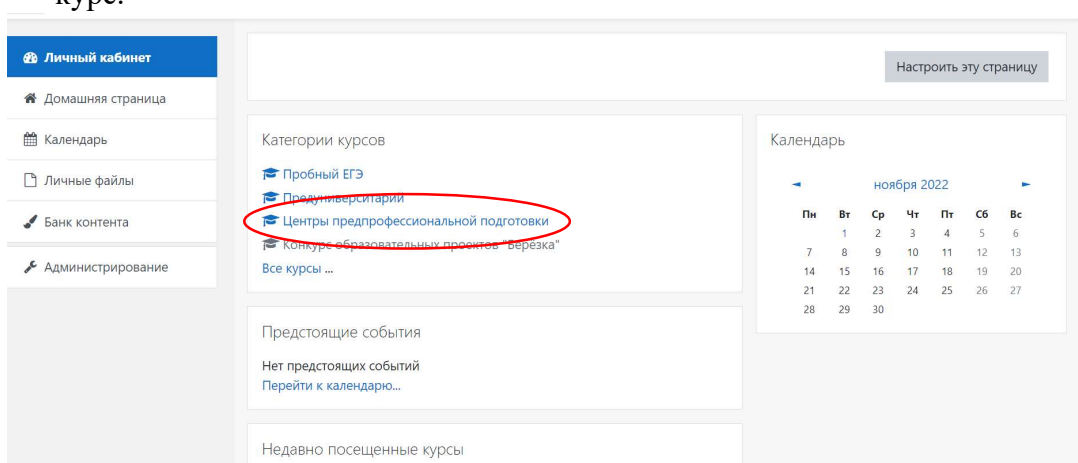 курс.
Личный кабинет
Домашняя страница
Календарь
Личные файлы
Банк контента
Администрирование
Настроить эту страницу
Категории курсов
Пробный ЕГЭ
Предуниверситарий
Центры предпрофессиональной подготовки
Конкурс образовательных проектов "Березка"
Все курсы ...
Предстоящие события
Нет предстоящих событий
Перейти к календарю...
Недавно посещенные курсы
Календарь
◄ ноября 2022 ►
Пн Вт Ср Чт Пт Сб Вс
1 2 3 4 5 6
7 8 9 10 11 12 13
14 15 16 17 18 19 20
21 22 23 24 25 26 27
28 29 30